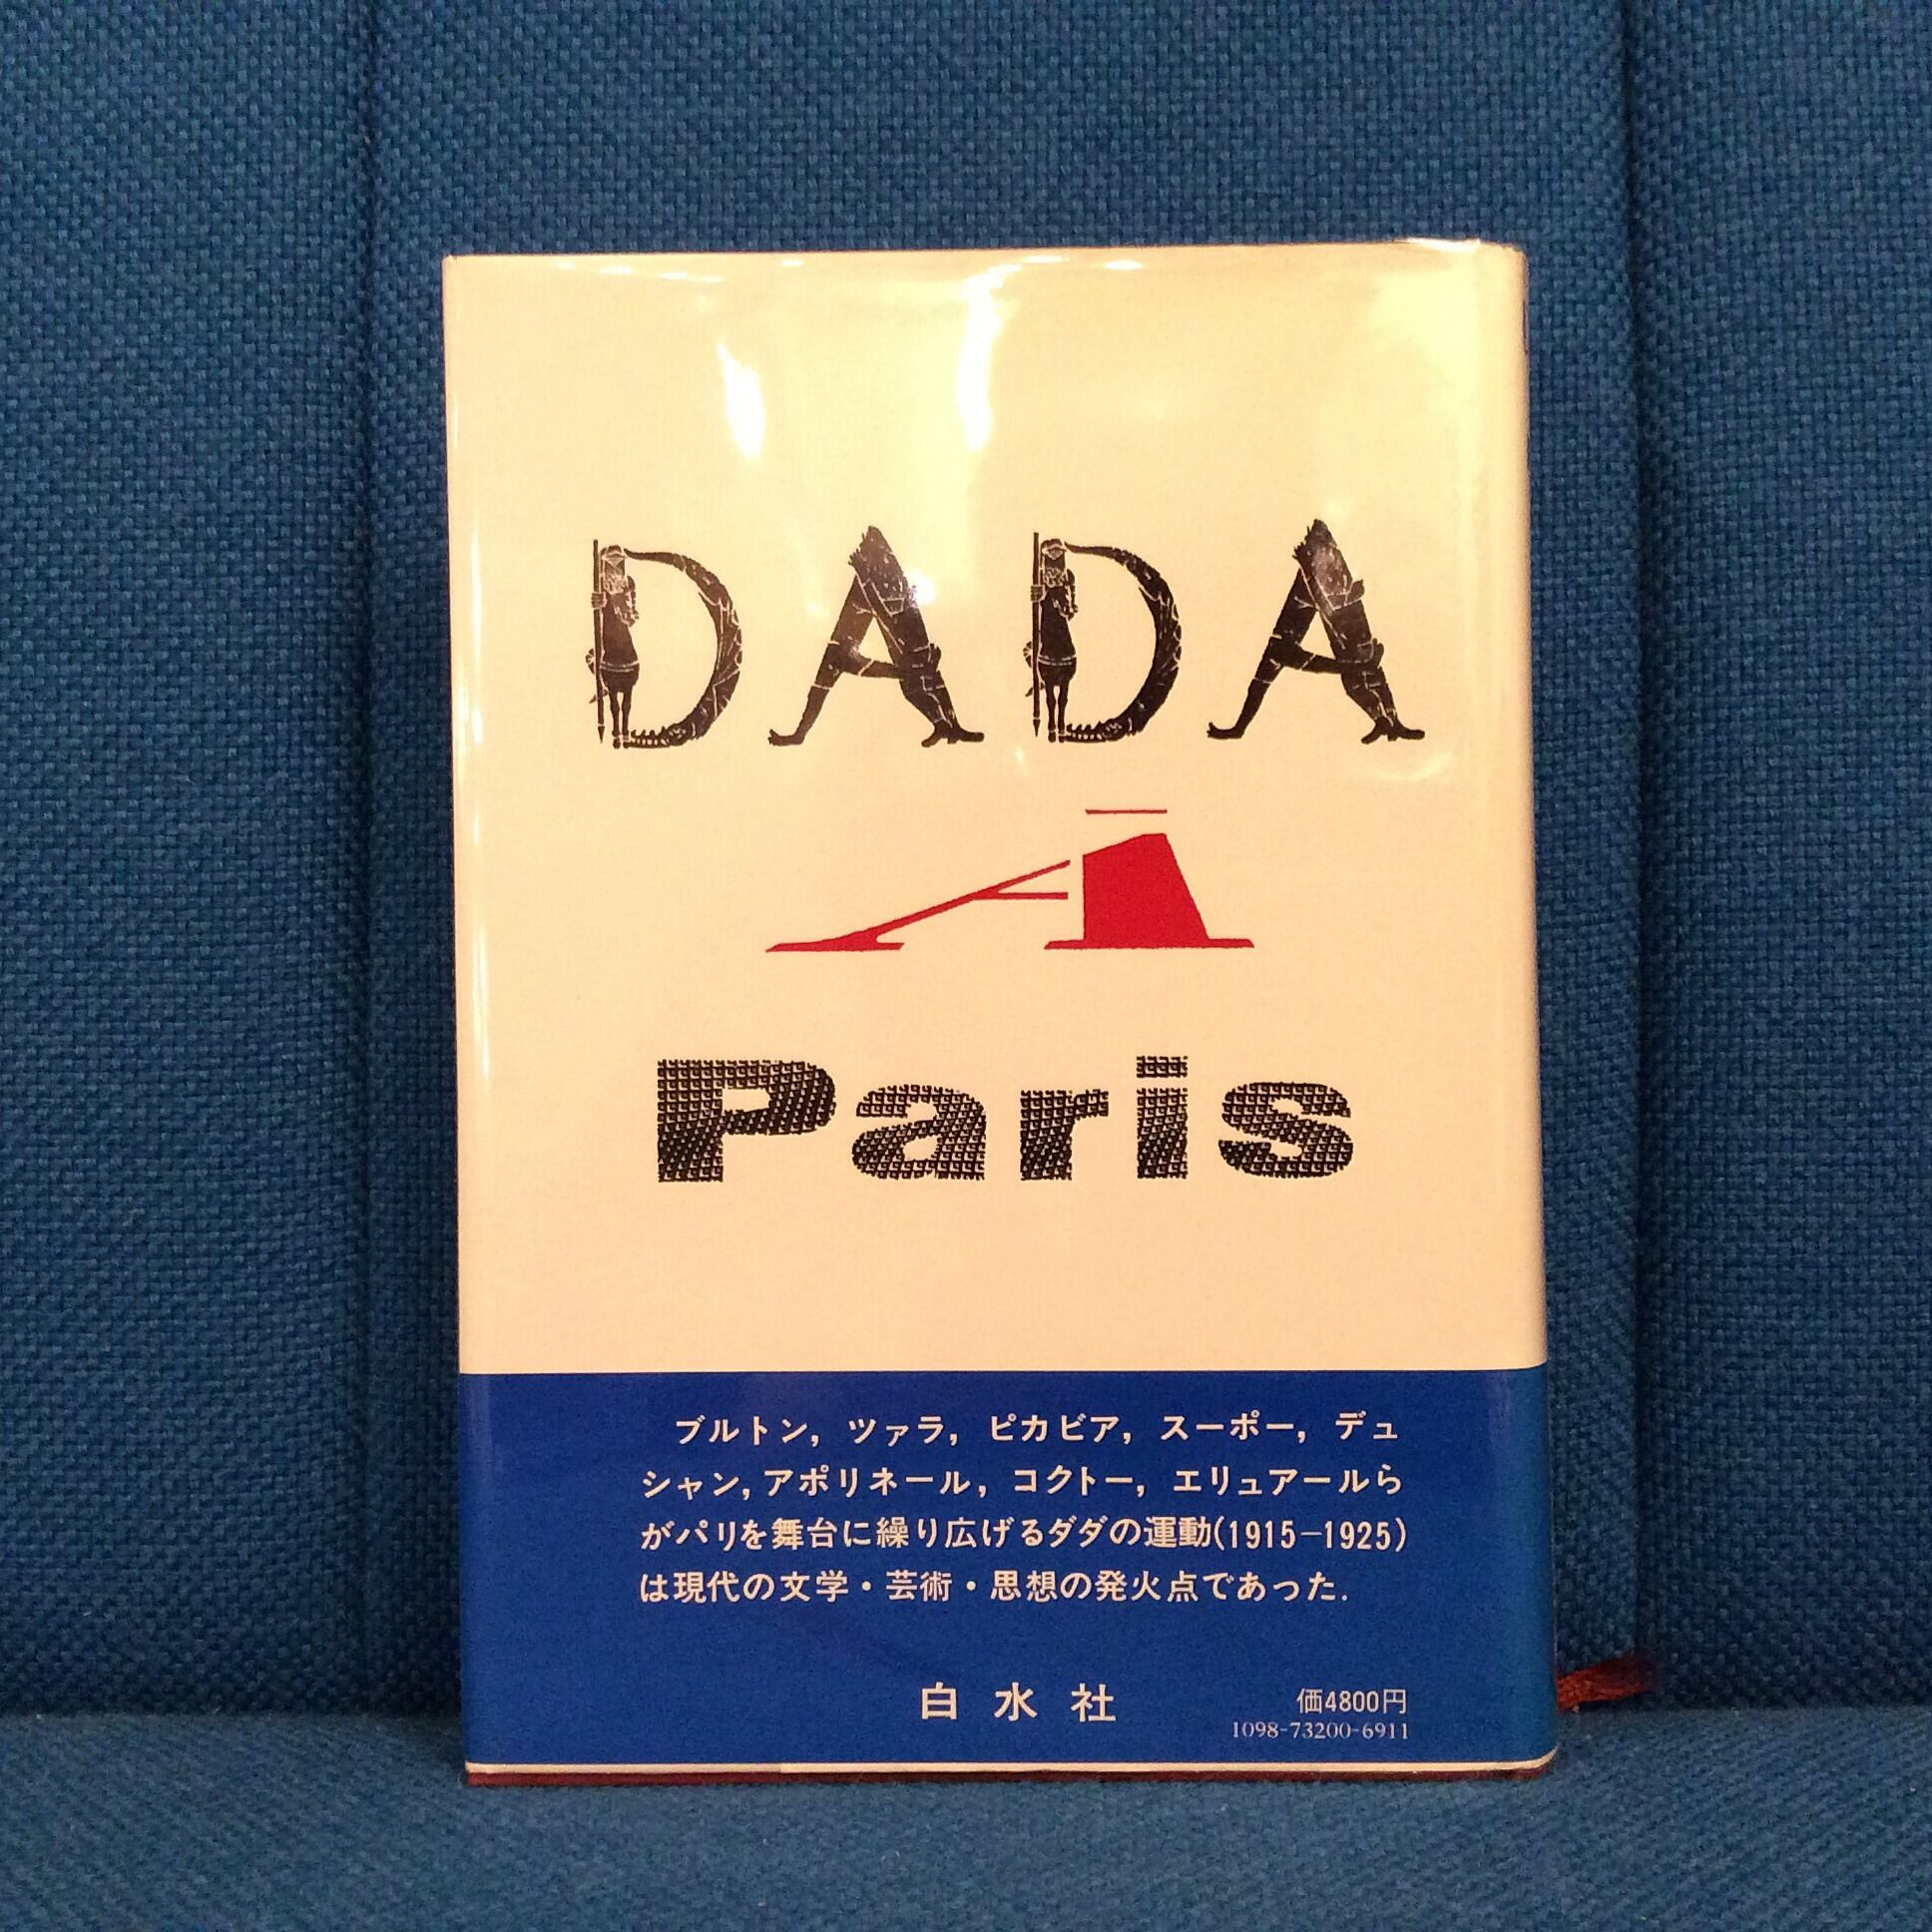 DADA
À
Paris
ブルトン，ツァラ，ピカビア，スーポー，デュ
シャン，アポリネール，コクトー，エリュアールら
がパリを舞台に繰り広げるダダの運動(1915—1925)
は現代の文学・芸術・思想の発火点であった.
白水社
価4800円
1098-73200-6911